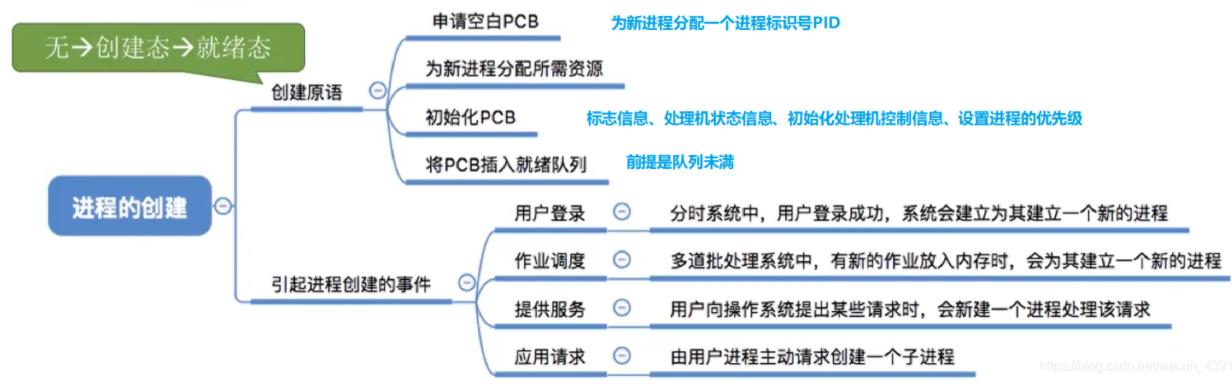 无→创建态→就绪态
进程的创建
创建原语
申请空白PCB
为新进程分配一个进程标识号PID
为新进程分配所需资源
初始化PCB
标志信息、处理机状态信息、初始化处理机控制信息、设置进程的优先级
将PCB插入就绪队列
前提是队列未满
引起进程创建的事件
用户登录
分时系统中，用户登录成功，系统会建立为其建立一个新的进程
作业调度
多道批处理系统中，有新的作业放入内存时，会为其建立一个新的进程
提供服务
用户向操作系统提出某些请求时，会新建一个进程处理该请求
应用请求
由用户进程主动请求创建一个子进程
https://blog.csdn.net/weixin_4391